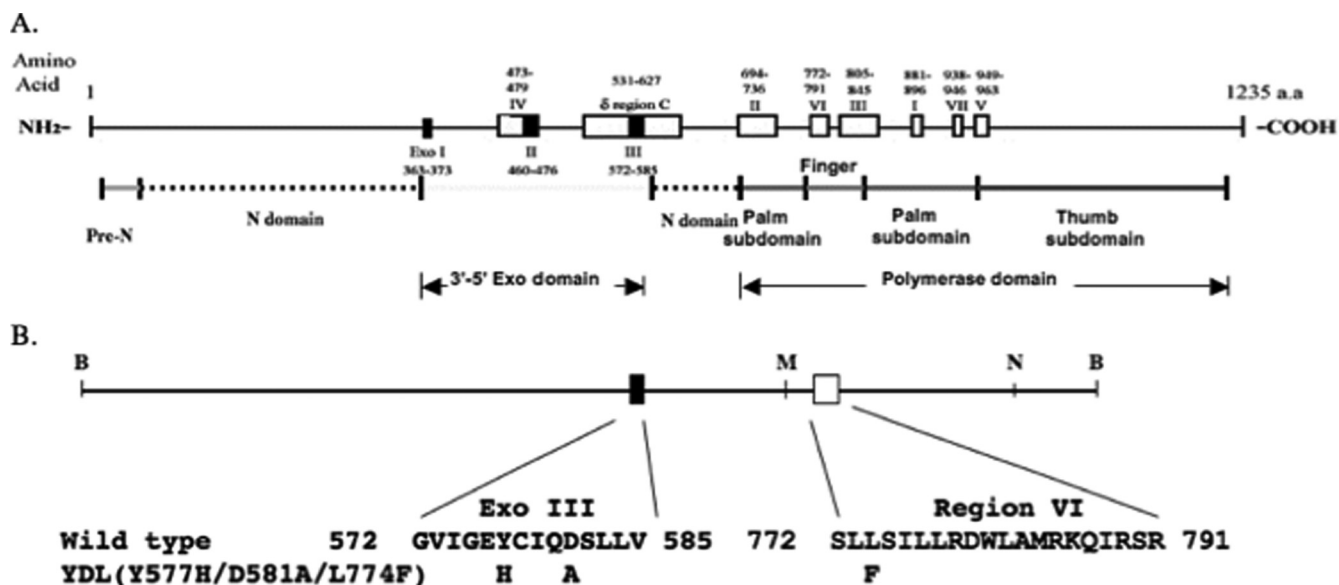 A.
Amino Acid
1
473-479 531-627 694-736 772-791 805-845 881-896 938-946 949-963
1235 a.a
IV δ region C II VI III I VII V
NH2- -COOH
Exo I II III
363-373 460-476 572-585
Finger
Pre-N N domain N domain Palm subdomain Palm subdomain Thumb subdomain
3'-5' Exo domain Polymerase domain
B.
B M N B
Exo III Region VI
Wild type 572 GVIGEYCIQDSLLV 585 772 SLLSILLRDWLAMRKQIRSR 791
YDL(Y577H/D581A/L774F) H A F